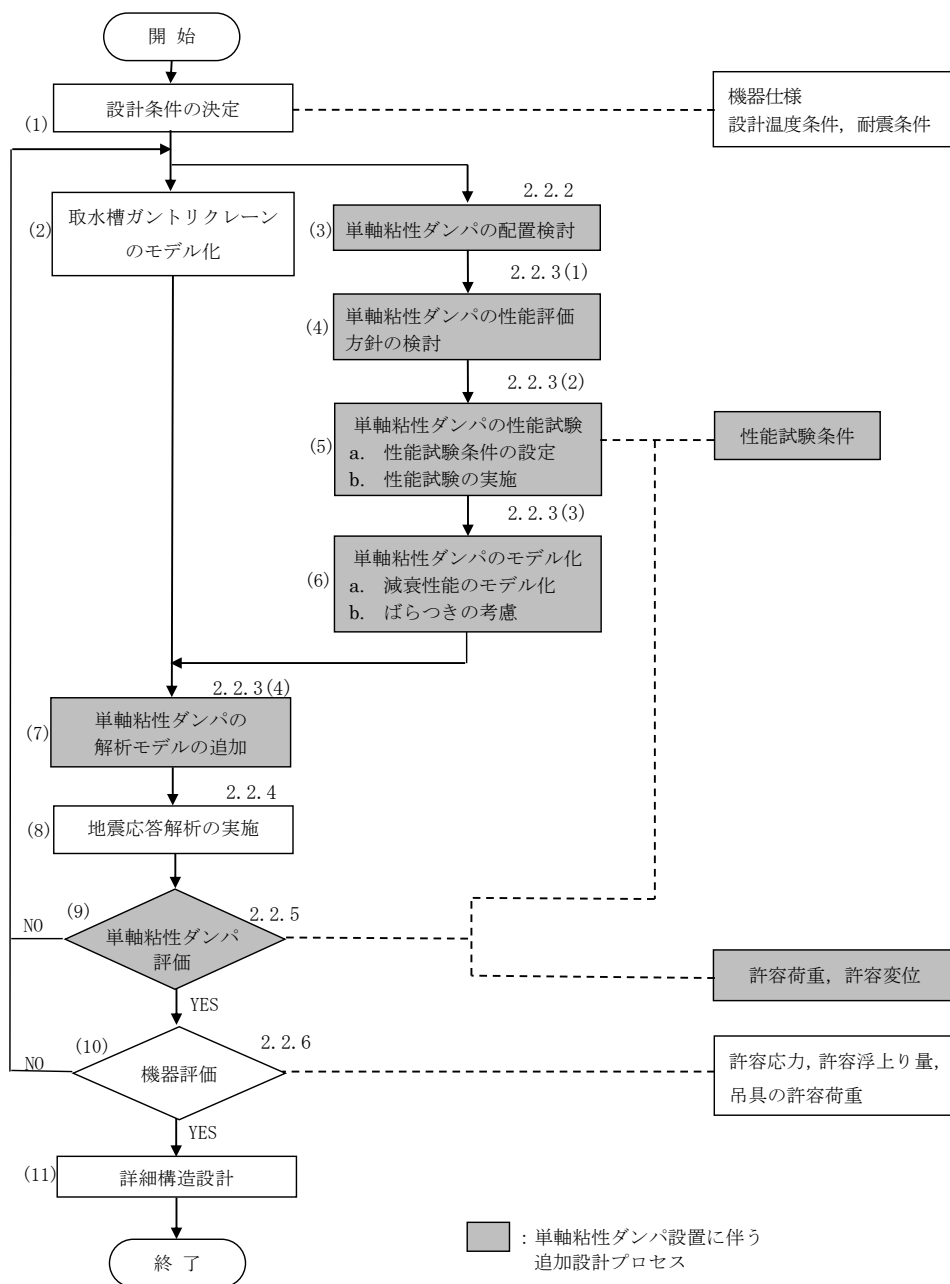 開 始
設計条件の決定
(1)
機器仕様
設計温度条件，耐震条件
2.2.2
取水槽ガントリクレーン
のモデル化
(2)
(3)
単軸粘性ダンパの配置検討
2.2.3(1)
(4)
単軸粘性ダンパの性能評価
方針の検討
2.2.3(2)
(5)
単軸粘性ダンパの性能試験
a. 性能試験条件の設定
b. 性能試験の実施
性能試験条件
2.2.3(3)
(6)
単軸粘性ダンパのモデル化
a. 減衰性能のモデル化
b. ばらつきの考慮
2.2.3(4)
(7)
単軸粘性ダンパの
解析モデルの追加
2.2.4
(8)
地震応答解析の実施
(9)
2.2.5
NO
単軸粘性ダンパ
評価
許容荷重，許容変位
YES
(10)
2.2.6
NO
機器評価
許容応力，許容浮上り量，
吊具の許容荷重
YES
(11)
詳細構造設計
終 了
：単軸粘性ダンパ設置に伴う
追加設計プロセス